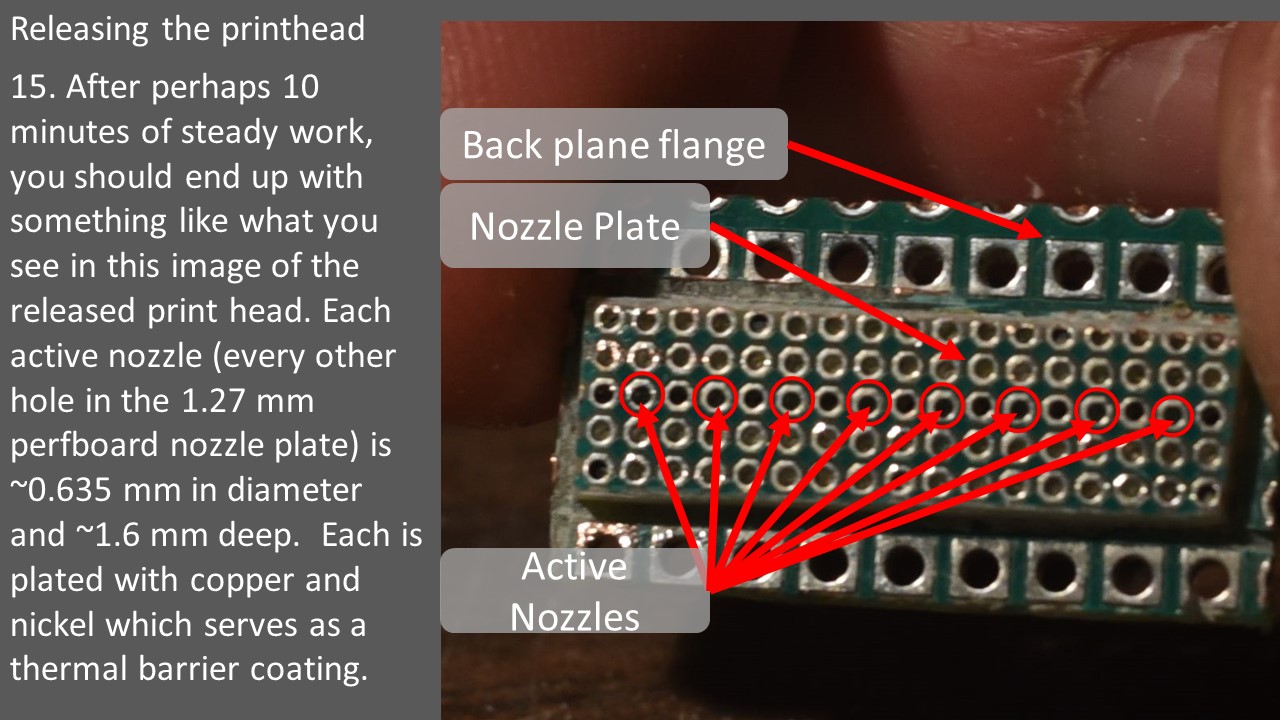 Releasing the printhead
15. After perhaps 10
minutes of steady work,
you should end up with
something like what you
see in this image of the
released print head. Each
active nozzle (every other
hole in the 1.27 mm
perfboard nozzle plate) is
~0.635 mm in diameter
and ~1.6 mm deep.  Each is
plated with copper and
nickel which serves as a
thermal barrier coating.
Back plane flange
Nozzle Plate
Active
Nozzles